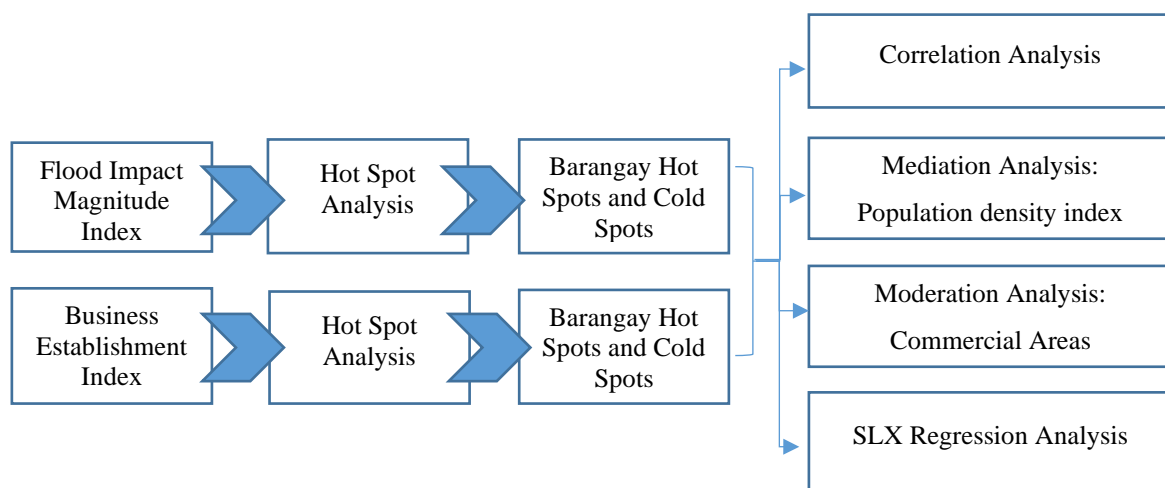 Flood Impact
Magnitude
Index
Hot Spot
Analysis
Barangay Hot
Spots and Cold
Spots
Business
Establishment
Index
Hot Spot
Analysis
Barangay Hot
Spots and Cold
Spots
Correlation Analysis
Mediation Analysis:
Population density index
Moderation Analysis:
Commercial Areas
SLX Regression Analysis